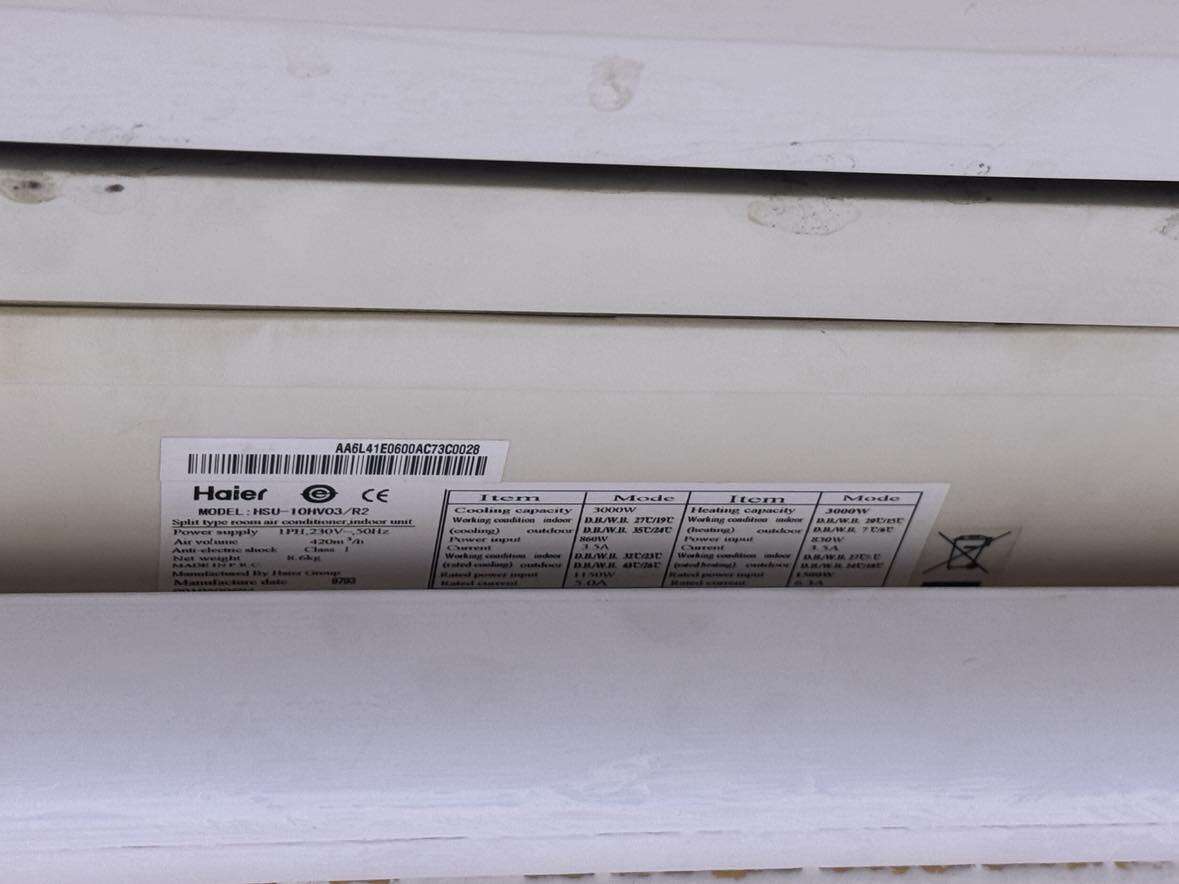 AA6L41E0600AC73C0028
Haier CE
MODEL: HSU-10HV03/R2
Split type room air conditioner,indoor unit
Power supply 1PH,230V~,50Hz
Air volume 420m³/h
Anti-electric shock Class I
Net weight 8.6kg
MADE IN P.R.C
Manufactured By Haier Group
Manufacture date 0703
Item Mode Item Mode
Cooling capacity 3000W Heating capacity 3000W
Working condition indoor D.B./W.B. 27℃/19℃ Working condition indoor D.B./W.B. 20℃/15℃
(cooling) outdoor D.B./W.B. 35℃/24℃ (heating) outdoor D.B./W.B. 7℃/6℃
Power input 860W Power input 830W
Current 3.5A Current 3.5A
Working condition indoor D.B./W.B. 32℃/23℃ Working condition indoor D.B./W.B. 27℃
(rated cooling) outdoor D.B./W.B. 43℃/26℃ (rated heating) outdoor D.B./W.B. 24℃/18℃
Rated power input 1150W Rated power input 1500W
Rated current 5.0A Rated current